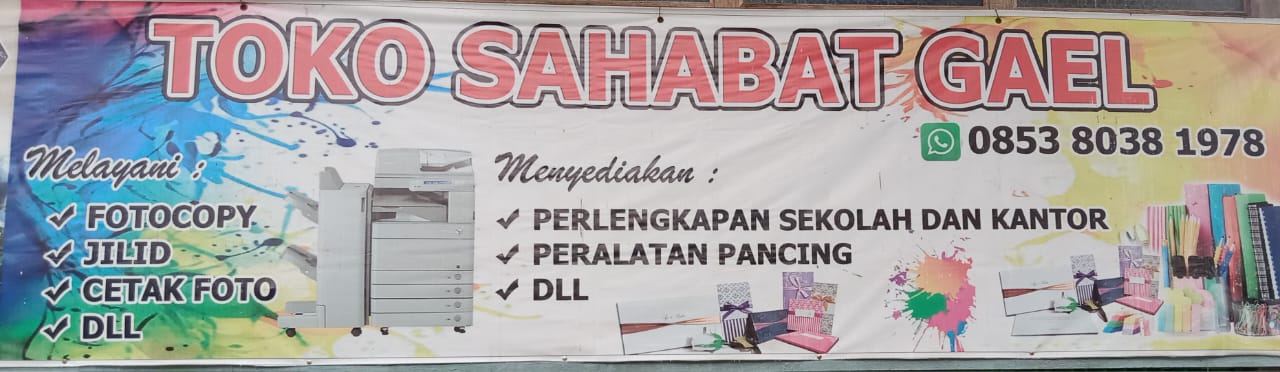 TOKO SAHABAT GAEL
0853 8038 1978
Melayani :
✓ FOTOCOPY
✓ JILID
✓ CETAK FOTO
✓ DLL
Menyediakan :
✓ PERLENGKAPAN SEKOLAH DAN KANTOR
✓ PERALATAN PANCING
✓ DLL